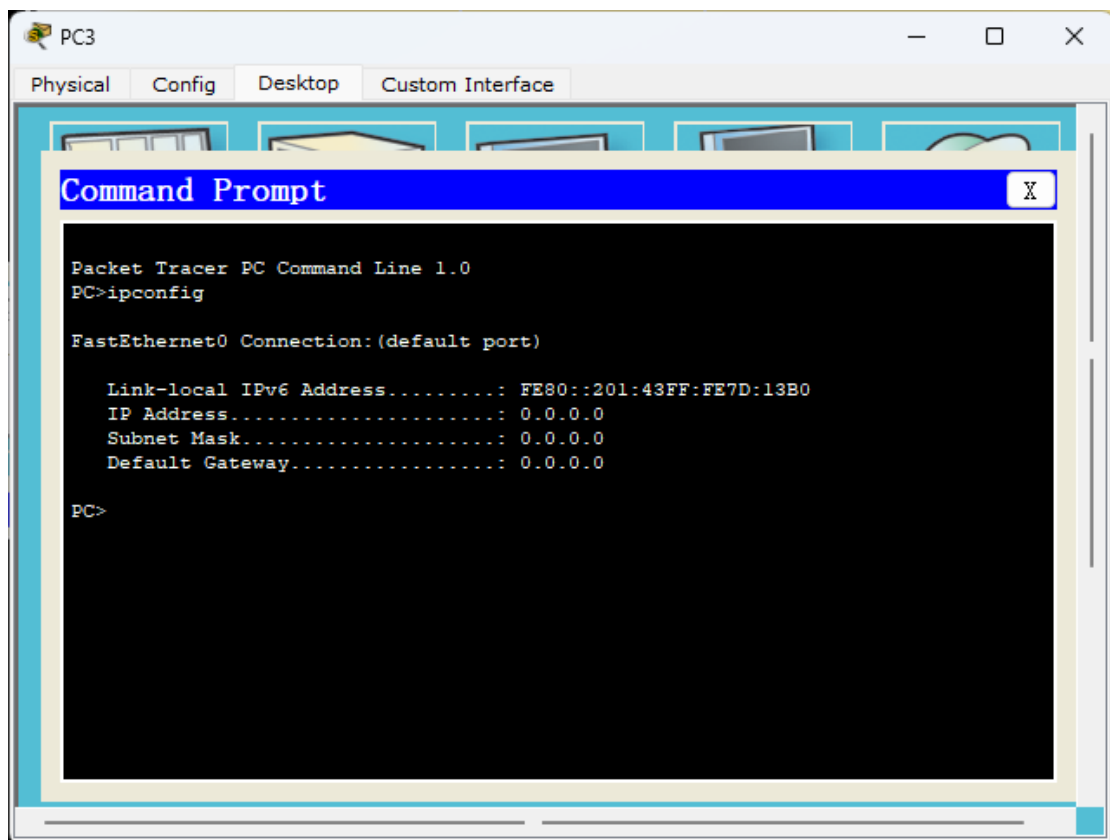 PC3
Physical Config Desktop Custom Interface
Command Prompt
X
Packet Tracer PC Command Line 1.0
PC>ipconfig
FastEthernet0 Connection:(default port)
Link-local IPv6 Address.........: FE80::201:43FF:FE7D:13B0
IP Address......................: 0.0.0.0
Subnet Mask.....................: 0.0.0.0
Default Gateway.................: 0.0.0.0
PC>